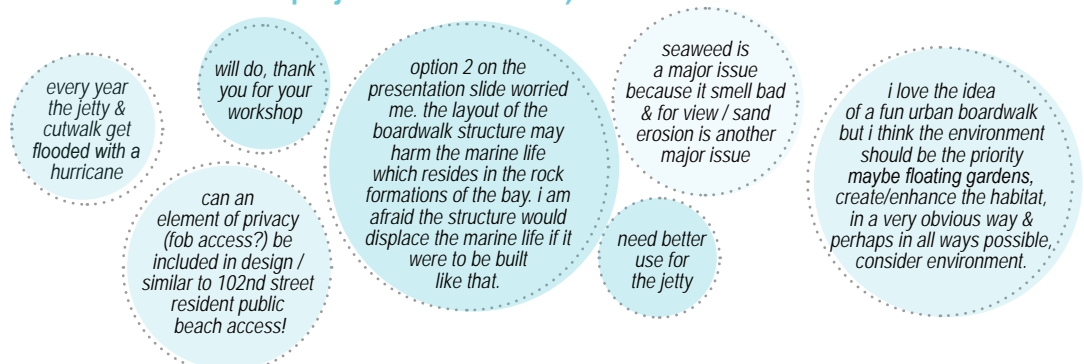 every year
the jetty &
cutwalk get
flooded with a
hurricane
will do, thank
you for your
workshop
can an
element of privacy
(fob access?) be
included in design /
similar to 102nd street
resident public
beach access!
option 2 on the
presentation slide worried
me. the layout of the
boardwalk structure may
harm the marine life
which resides in the rock
formations of the bay. i am
afraid the structure would
displace the marine life if it
were to be built
like that.
seaweed is
a major issue
because it smell bad
& for view / sand
erosion is another
major issue
need better
use for
the jetty
i love the idea
of a fun urban boardwalk
but i think the environment
should be the priority
maybe floating gardens,
create/enhance the habitat,
in a very obvious way &
perhaps in all ways possible,
consider environment.